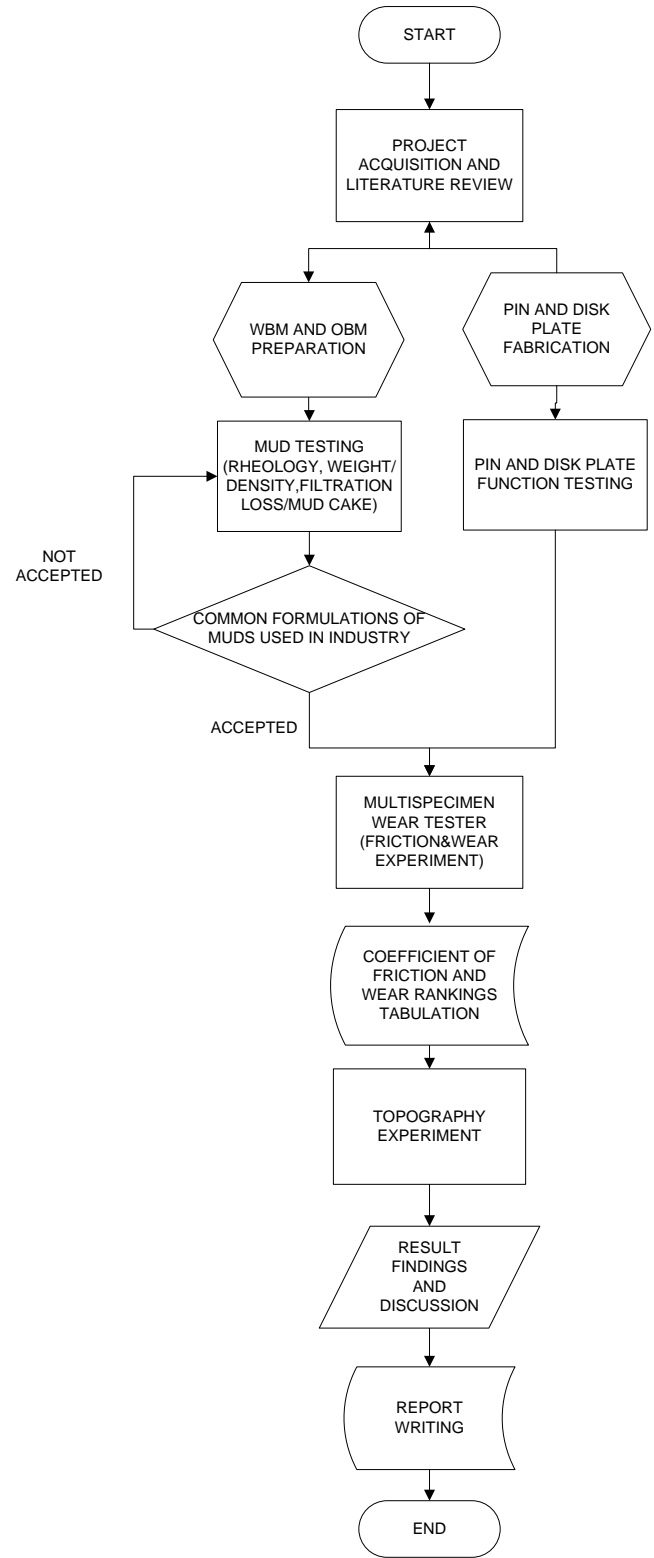 START
PROJECT
ACQUISITION AND
LITERATURE REVIEW
WBM AND OBM
PREPARATION
PIN AND DISK
PLATE
FABRICATION
MUD TESTING
(RHEOLOGY, WEIGHT/
DENSITY,FILTRATION
LOSS/MUD CAKE)
PIN AND DISK PLATE
FUNCTION TESTING
NOT
ACCEPTED
COMMON FORMULATIONS OF
MUDS USED IN INDUSTRY
ACCEPTED
MULTISPECIMEN
WEAR TESTER
(FRICTION&WEAR
EXPERIMENT)
COEFFICIENT OF
FRICTION AND
WEAR RANKINGS
TABULATION
TOPOGRAPHY
EXPERIMENT
RESULT
FINDINGS
AND
DISCUSSION
REPORT
WRITING
END